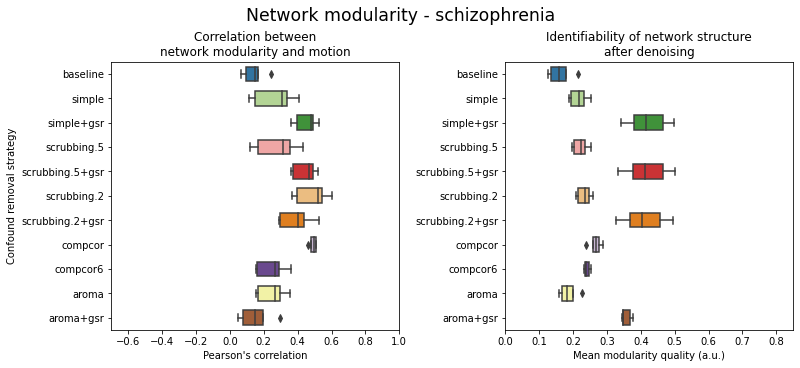 Network modularity - schizophrenia
Correlation between
network modularity and motion
Confound removal strategy
baseline
simple
simple+gsr
scrubbing.5
scrubbing.5+gsr
scrubbing.2
scrubbing.2+gsr
compcor
compcor6
aroma
aroma+gsr
−0.6 −0.4 −0.2 0.0 0.2 0.4 0.6 0.8 1.0
Pearson's correlation
Identifiability of network structure
after denoising
baseline
simple
simple+gsr
scrubbing.5
scrubbing.5+gsr
scrubbing.2
scrubbing.2+gsr
compcor
compcor6
aroma
aroma+gsr
0.0 0.1 0.2 0.3 0.4 0.5 0.6 0.7 0.8
Mean modularity quality (a.u.)